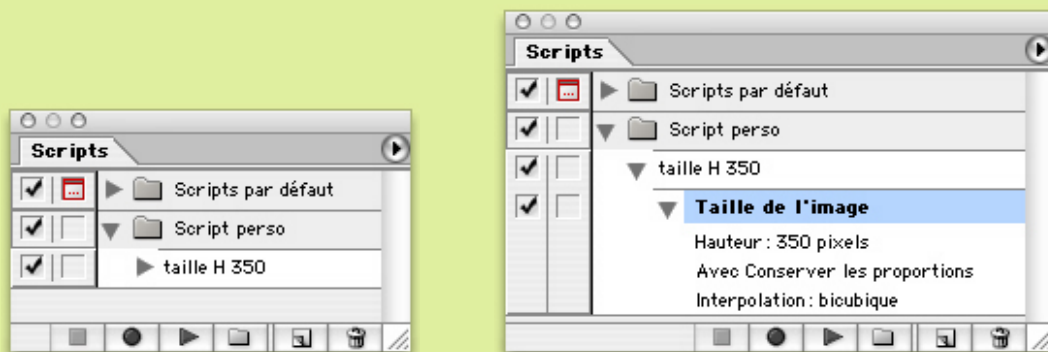 Scripts
Scripts par défaut
Script perso
taille H 350
Scripts
Scripts par défaut
Script perso
taille H 350
Taille de l'image
Hauteur : 350 pixels
Avec Conserver les proportions
Interpolation : bicubique